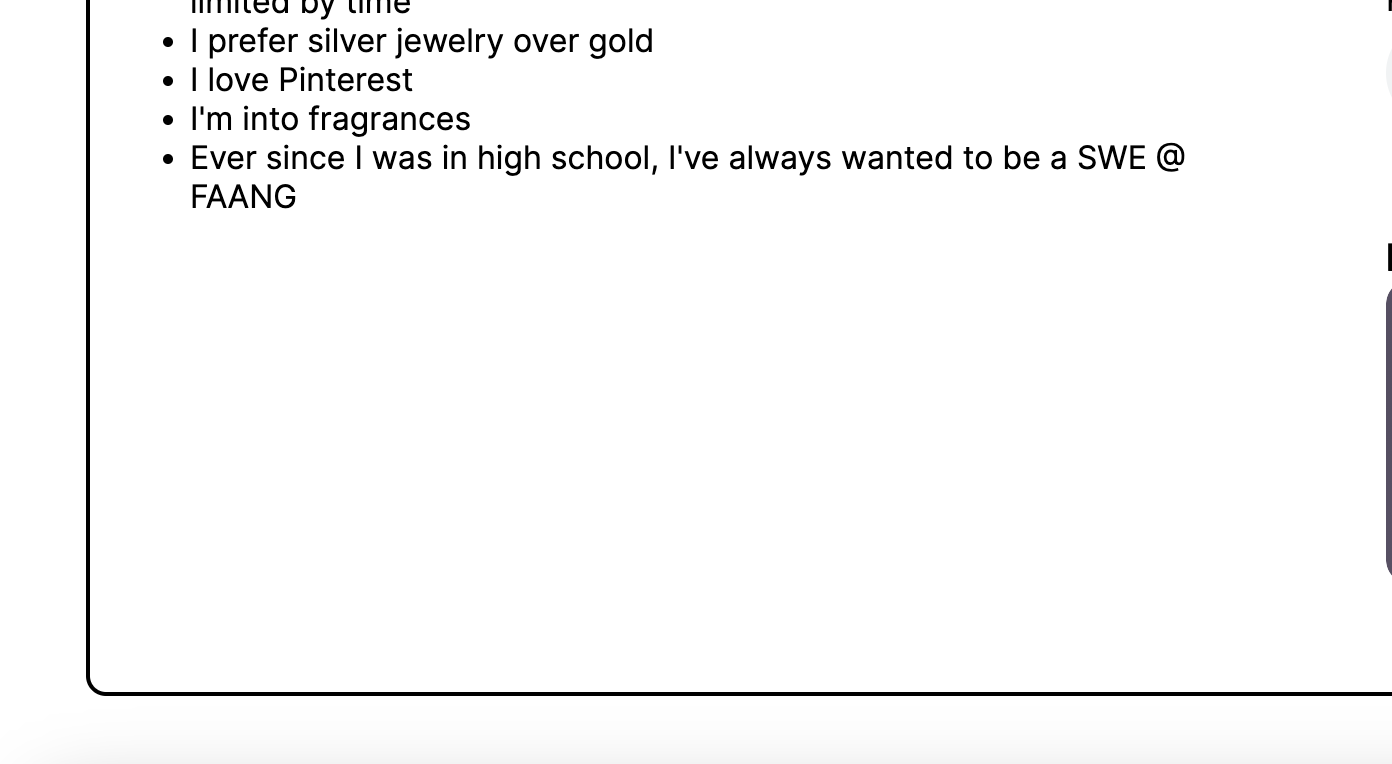 limited by time
• I prefer silver jewelry over gold
• I love Pinterest
• I'm into fragrances
• Ever since I was in high school, I've always wanted to be a SWE @
FAANG